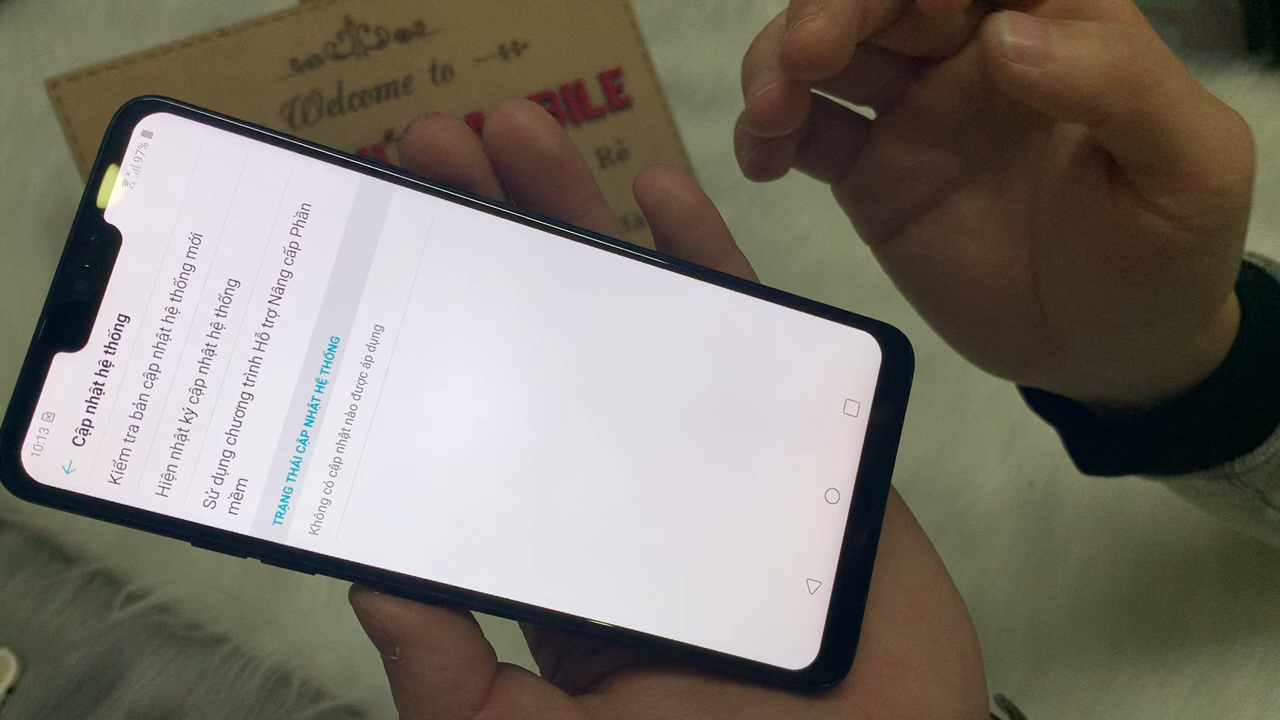 Welcome to
BILE
Rẻ
10:13
97%
Cập nhật hệ thống
Kiểm tra bản cập nhật hệ thống mới
Hiện nhật ký cập nhật hệ thống
Sử dụng chương trình Hỗ trợ Nâng cấp Phần
mềm
TRẠNG THÁI CẬP NHẬT HỆ THỐNG
Không có cập nhật nào được áp dụng